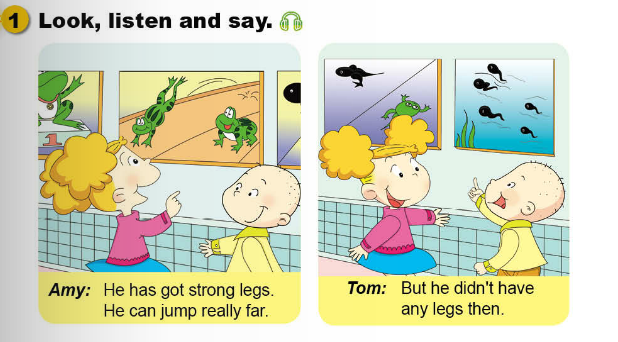 1 Look, listen and say.
1
Amy: He has got strong legs.
He can jump really far.
Tom: But he didn't have
any legs then.